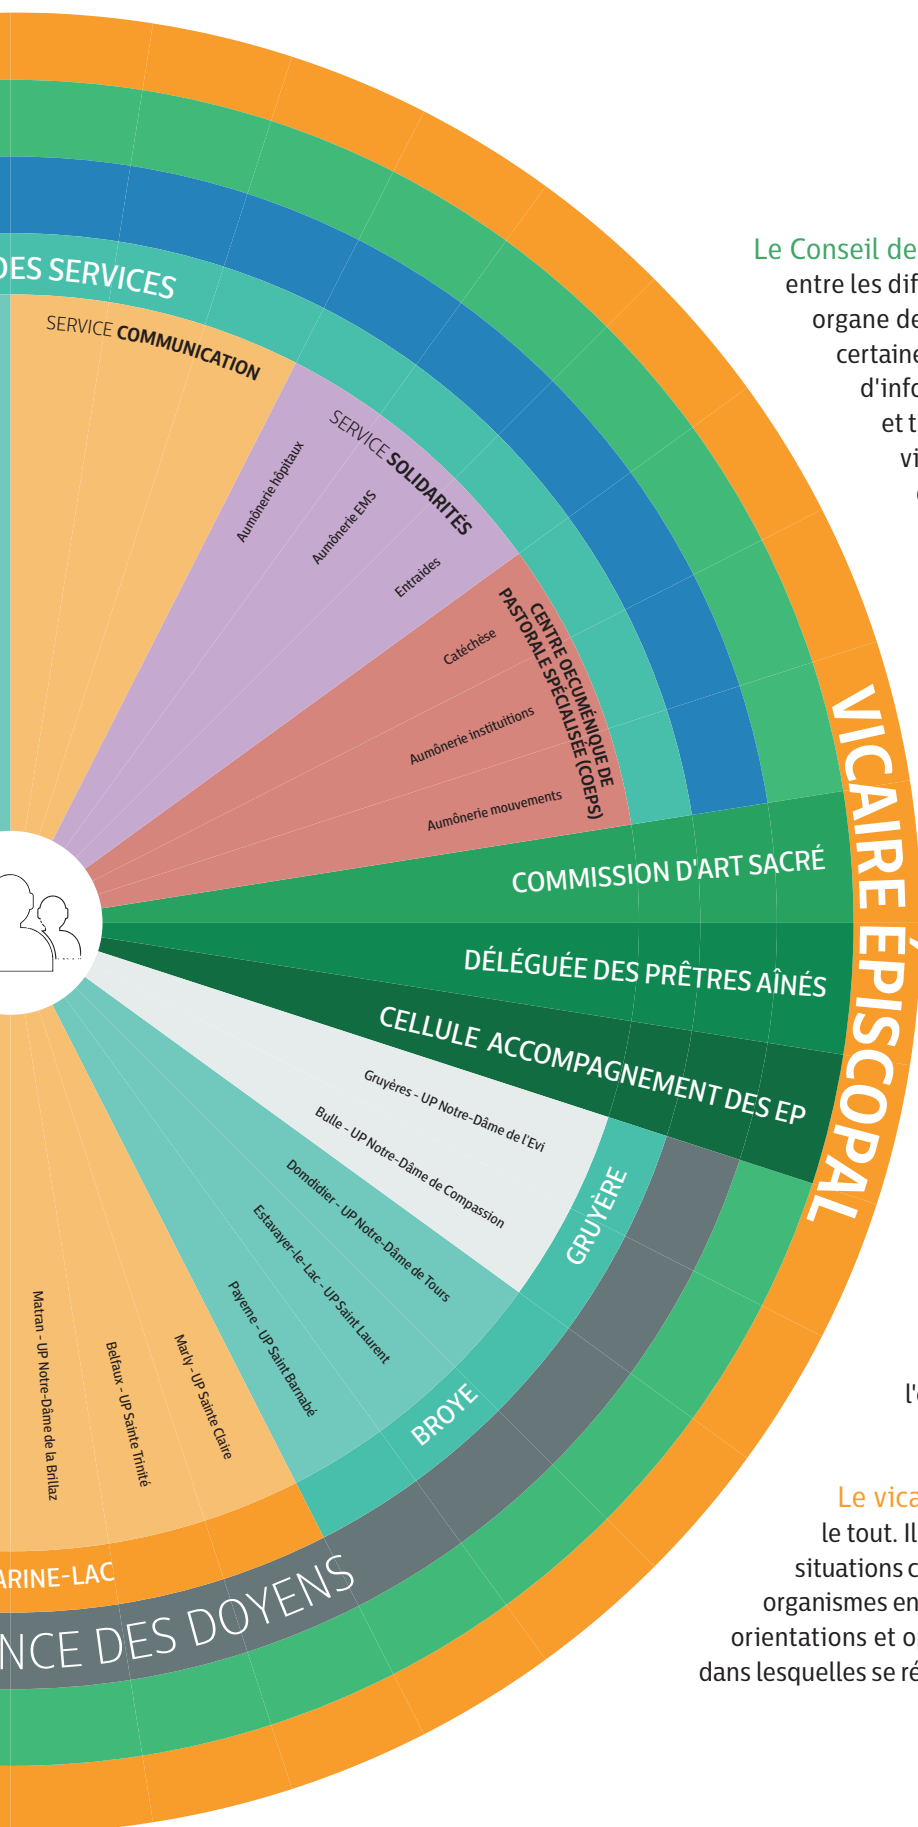 DES SERVICES
SERVICE COMMUNICATION
SERVICE SOLIDARITÉS
Aumônerie hôpitaux
Aumônerie EMS
Entraides
CENTRE OECUMÉNIQUE DE
PASTORALE SPÉCIALISÉE (COEPS)
Catéchèse
Aumônerie instituitions
Aumônerie mouvements
COMMISSION D'ART SACRÉ
DÉLÉGUÉE DES PRÊTRES AÎNÉS
CELLULE ACCOMPAGNEMENT DES EP
VICAIRE ÉPISCOPAL
Gruyères - UP Notre-Dâme de l'Evi
Bulle - UP Notre-Dâme de Compassion
GRUYÈRE
Domdidier - UP Notre-Dâme de Tours
Estavayer-le-Lac - UP Saint Laurent
Payerne - UP Saint Barnabé
BROYE
Marly - UP Sainte Claire
Belfaux - UP Sainte Trinité
Matran - UP Notre-Dâme de la Brillaz
ARINE-LAC
NCE DES DOYENS
Le Conseil de
entre les dif
organe de
certaine
d'info
et t
vi
l'
Le vica
le tout. Il
situations c
organismes en
orientations et o
dans lesquelles se ré